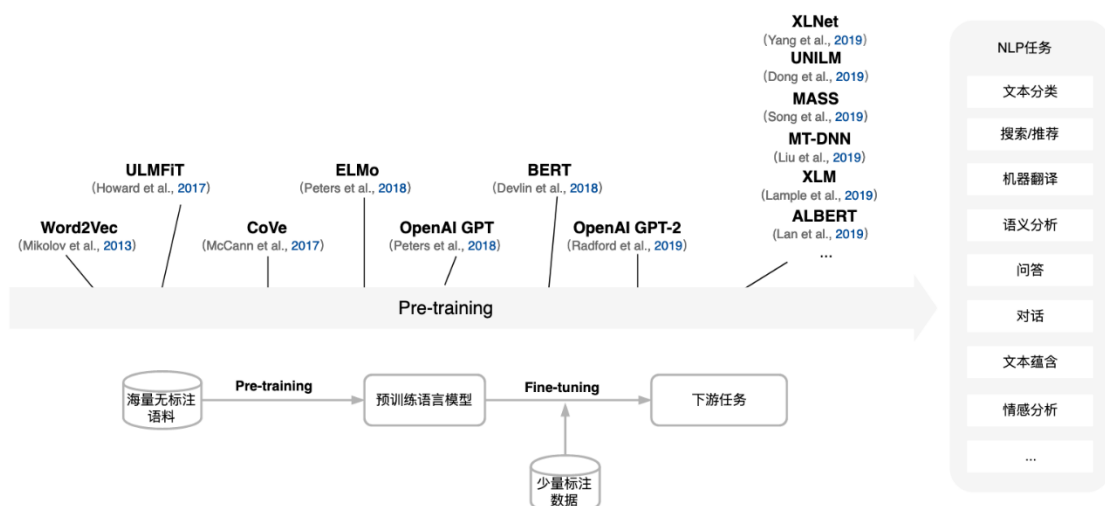 XLNet
(Yang et al., 2019)
UNILM
(Dong et al., 2019)
MASS
(Song et al., 2019)
MT-DNN
(Liu et al., 2019)
XLM
(Lample et al., 2019)
ALBERT
(Lan et al., 2019)
...
ULMFiT
(Howard et al., 2017)
ELMo
(Peters et al., 2018)
BERT
(Devlin et al., 2018)
Word2Vec
(Mikolov et al., 2013)
CoVe
(McCann et al., 2017)
OpenAI GPT
(Peters et al., 2018)
OpenAI GPT-2
(Radford et al., 2019)
Pre-training
海量无标注
语料
Pre-training
预训练语言模型
Fine-tuning
下游任务
少量标注
数据
NLP任务
文本分类
搜索/推荐
机器翻译
语义分析
问答
对话
文本蕴含
情感分析
...